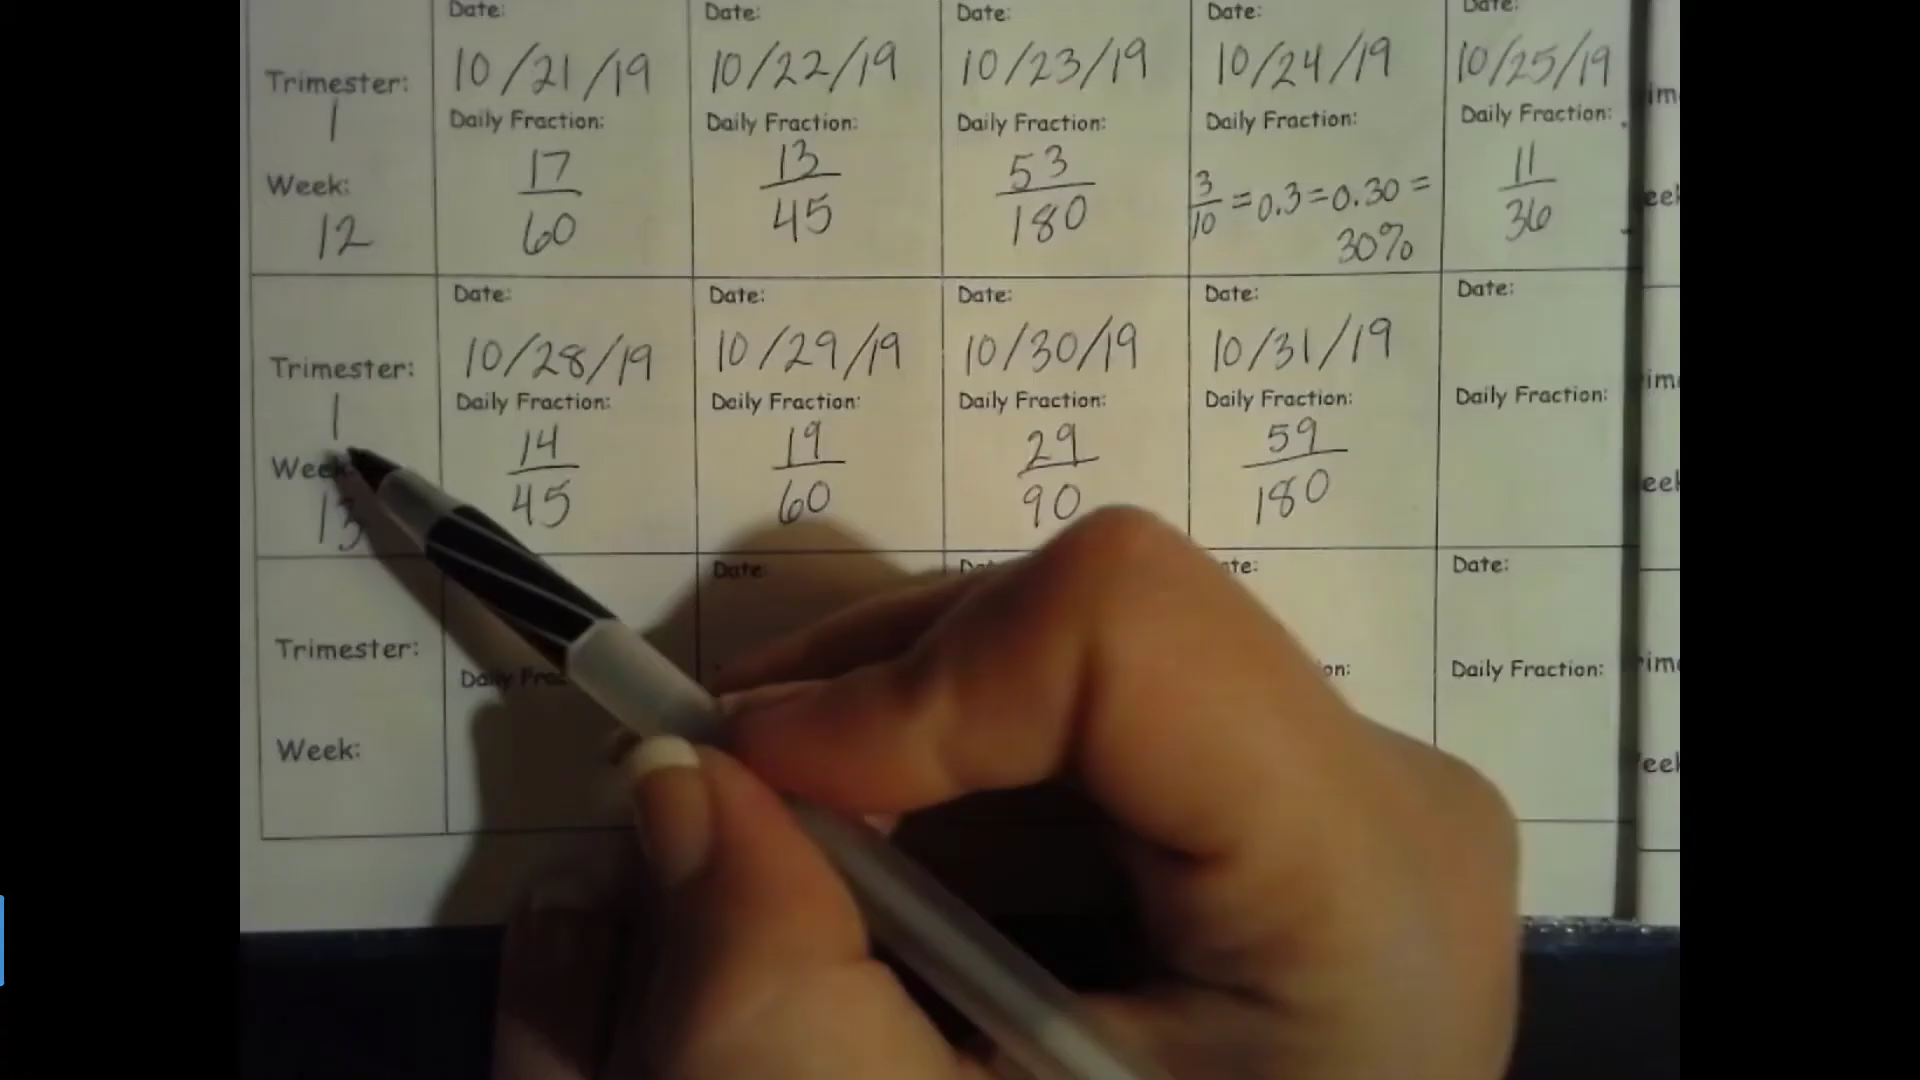 Date: Date: Date: Date: Date:
10/21/19 10/22/19 10/23/19 10/24/19 10/25/19
Trimester:
1
Daily Fraction: Daily Fraction: Daily Fraction: Daily Fraction: Daily Fraction:
17/60 13/45 53/180 3/10 = 0.3 = 0.30 = 11/36
30%
Week:
12
Date: Date: Date: Date: Date:
10/28/19 10/29/19 10/30/19 10/31/19
Trimester:
1
Daily Fraction: Daily Fraction: Daily Fraction: Daily Fraction: Daily Fraction:
14/45 19/60 29/90 59/180
Week
13
Date: Date:
Trimester:
Daily Daily Fraction:
Week: